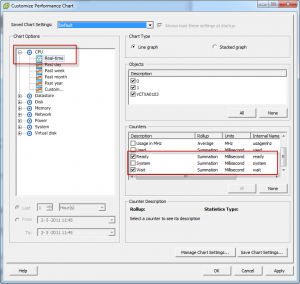 Customize Performance Chart
Saved Chart Settings: Default
Always load these settings at startup
Chart Options
CPU
Real-time
Past day
Past week
Past month
Past year
Custom...
Datastore
Disk
Memory
Network
Power
System
Virtual disk
Last
Hour(s)
From 2- 5 -2011 11:45
To: 3- 5 -2011 11:45
Chart Type
Line graph
Stacked graph
Objects
Description
0
1
All
None
Counters
Description Rollup Units Internal Name
Usage in MHz Average MHz usagemhz
Used Summation Millisecond used
Ready Summation Millisecond ready
System Summation Millisecond system
Wait Summation Millisecond wait
All
None
Counter Description
Rollup: Statistics Type:
Select a counter to see its description
Manage Chart Settings...
Save Chart Settings...
Help
OK
Cancel
Apply